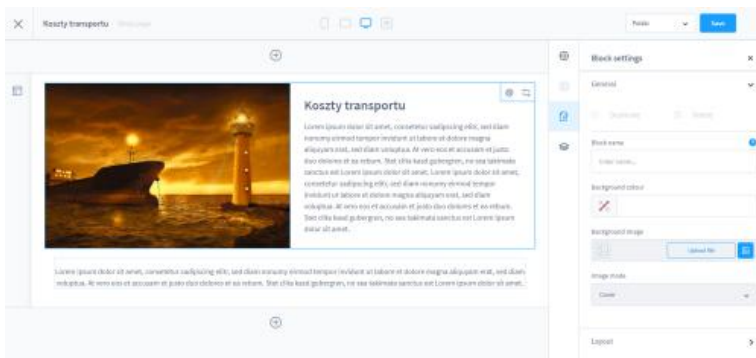 Koszty transportu
Polski
Save
Block settings
General
Koszty transportu
Lorem ipsum dolor sit amet, consetetur sadipscing elitr, sed diam
nonumy eirmod tempor invidunt ut labore et dolore magna
aliquyam erat, sed diam voluptua. At vero eos et accusam et justo
duo dolores et ea rebum. Stet clita kasd gubergren, no sea takimata
sanctus est Lorem ipsum dolor sit amet. Lorem ipsum dolor sit amet,
consetetur sadipscing elitr, sed diam nonumy eirmod tempor
invidunt ut labore et dolore magna aliquyam erat, sed diam
voluptua. At vero eos et accusam et justo duo dolores et ea rebum.
Stet clita kasd gubergren, no sea takimata sanctus est Lorem ipsum
dolor sit amet.
Duplicate
Delete
Block name
Enter name...
Background colour
Background image
Upload file
Image mode
Cover
Lorem ipsum dolor sit amet, consetetur sadipscing elitr, sed diam nonumy eirmod tempor invidunt ut labore et dolore magna aliquyam erat, sed diam
voluptua. At vero eos et accusam et justo duo dolores et ea rebum. Stet clita kasd gubergren, no sea takimata sanctus est Lorem ipsum dolor sit amet.
Layout